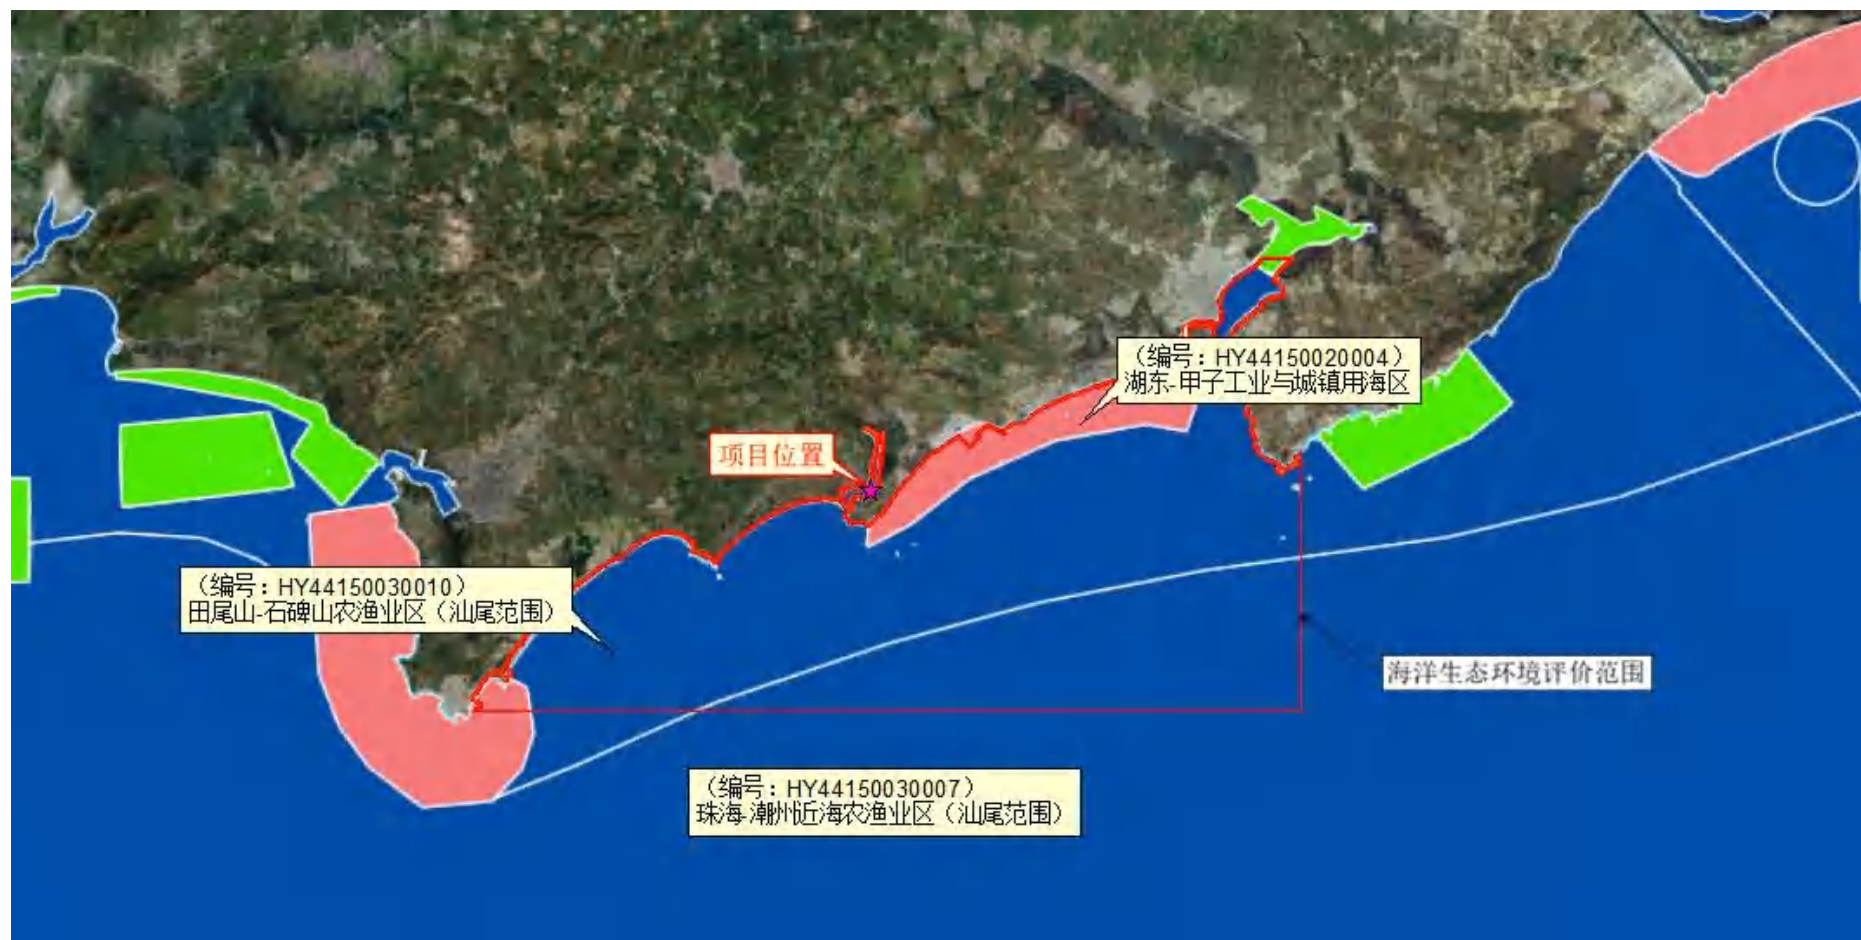 （编号：HY44150020004）
湖东-甲子工业与城镇用海区
项目位置
（编号：HY44150030010）
田尾山-石碑山农渔业区（汕尾范围）
海洋生态环境评价范围
（编号：HY44150030007）
珠海-潮州近海农渔业区（汕尾范围）